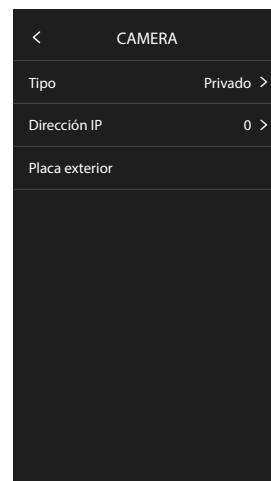 < CAMERA
Tipo Privado >
Dirección IP 0 >
Placa exterior